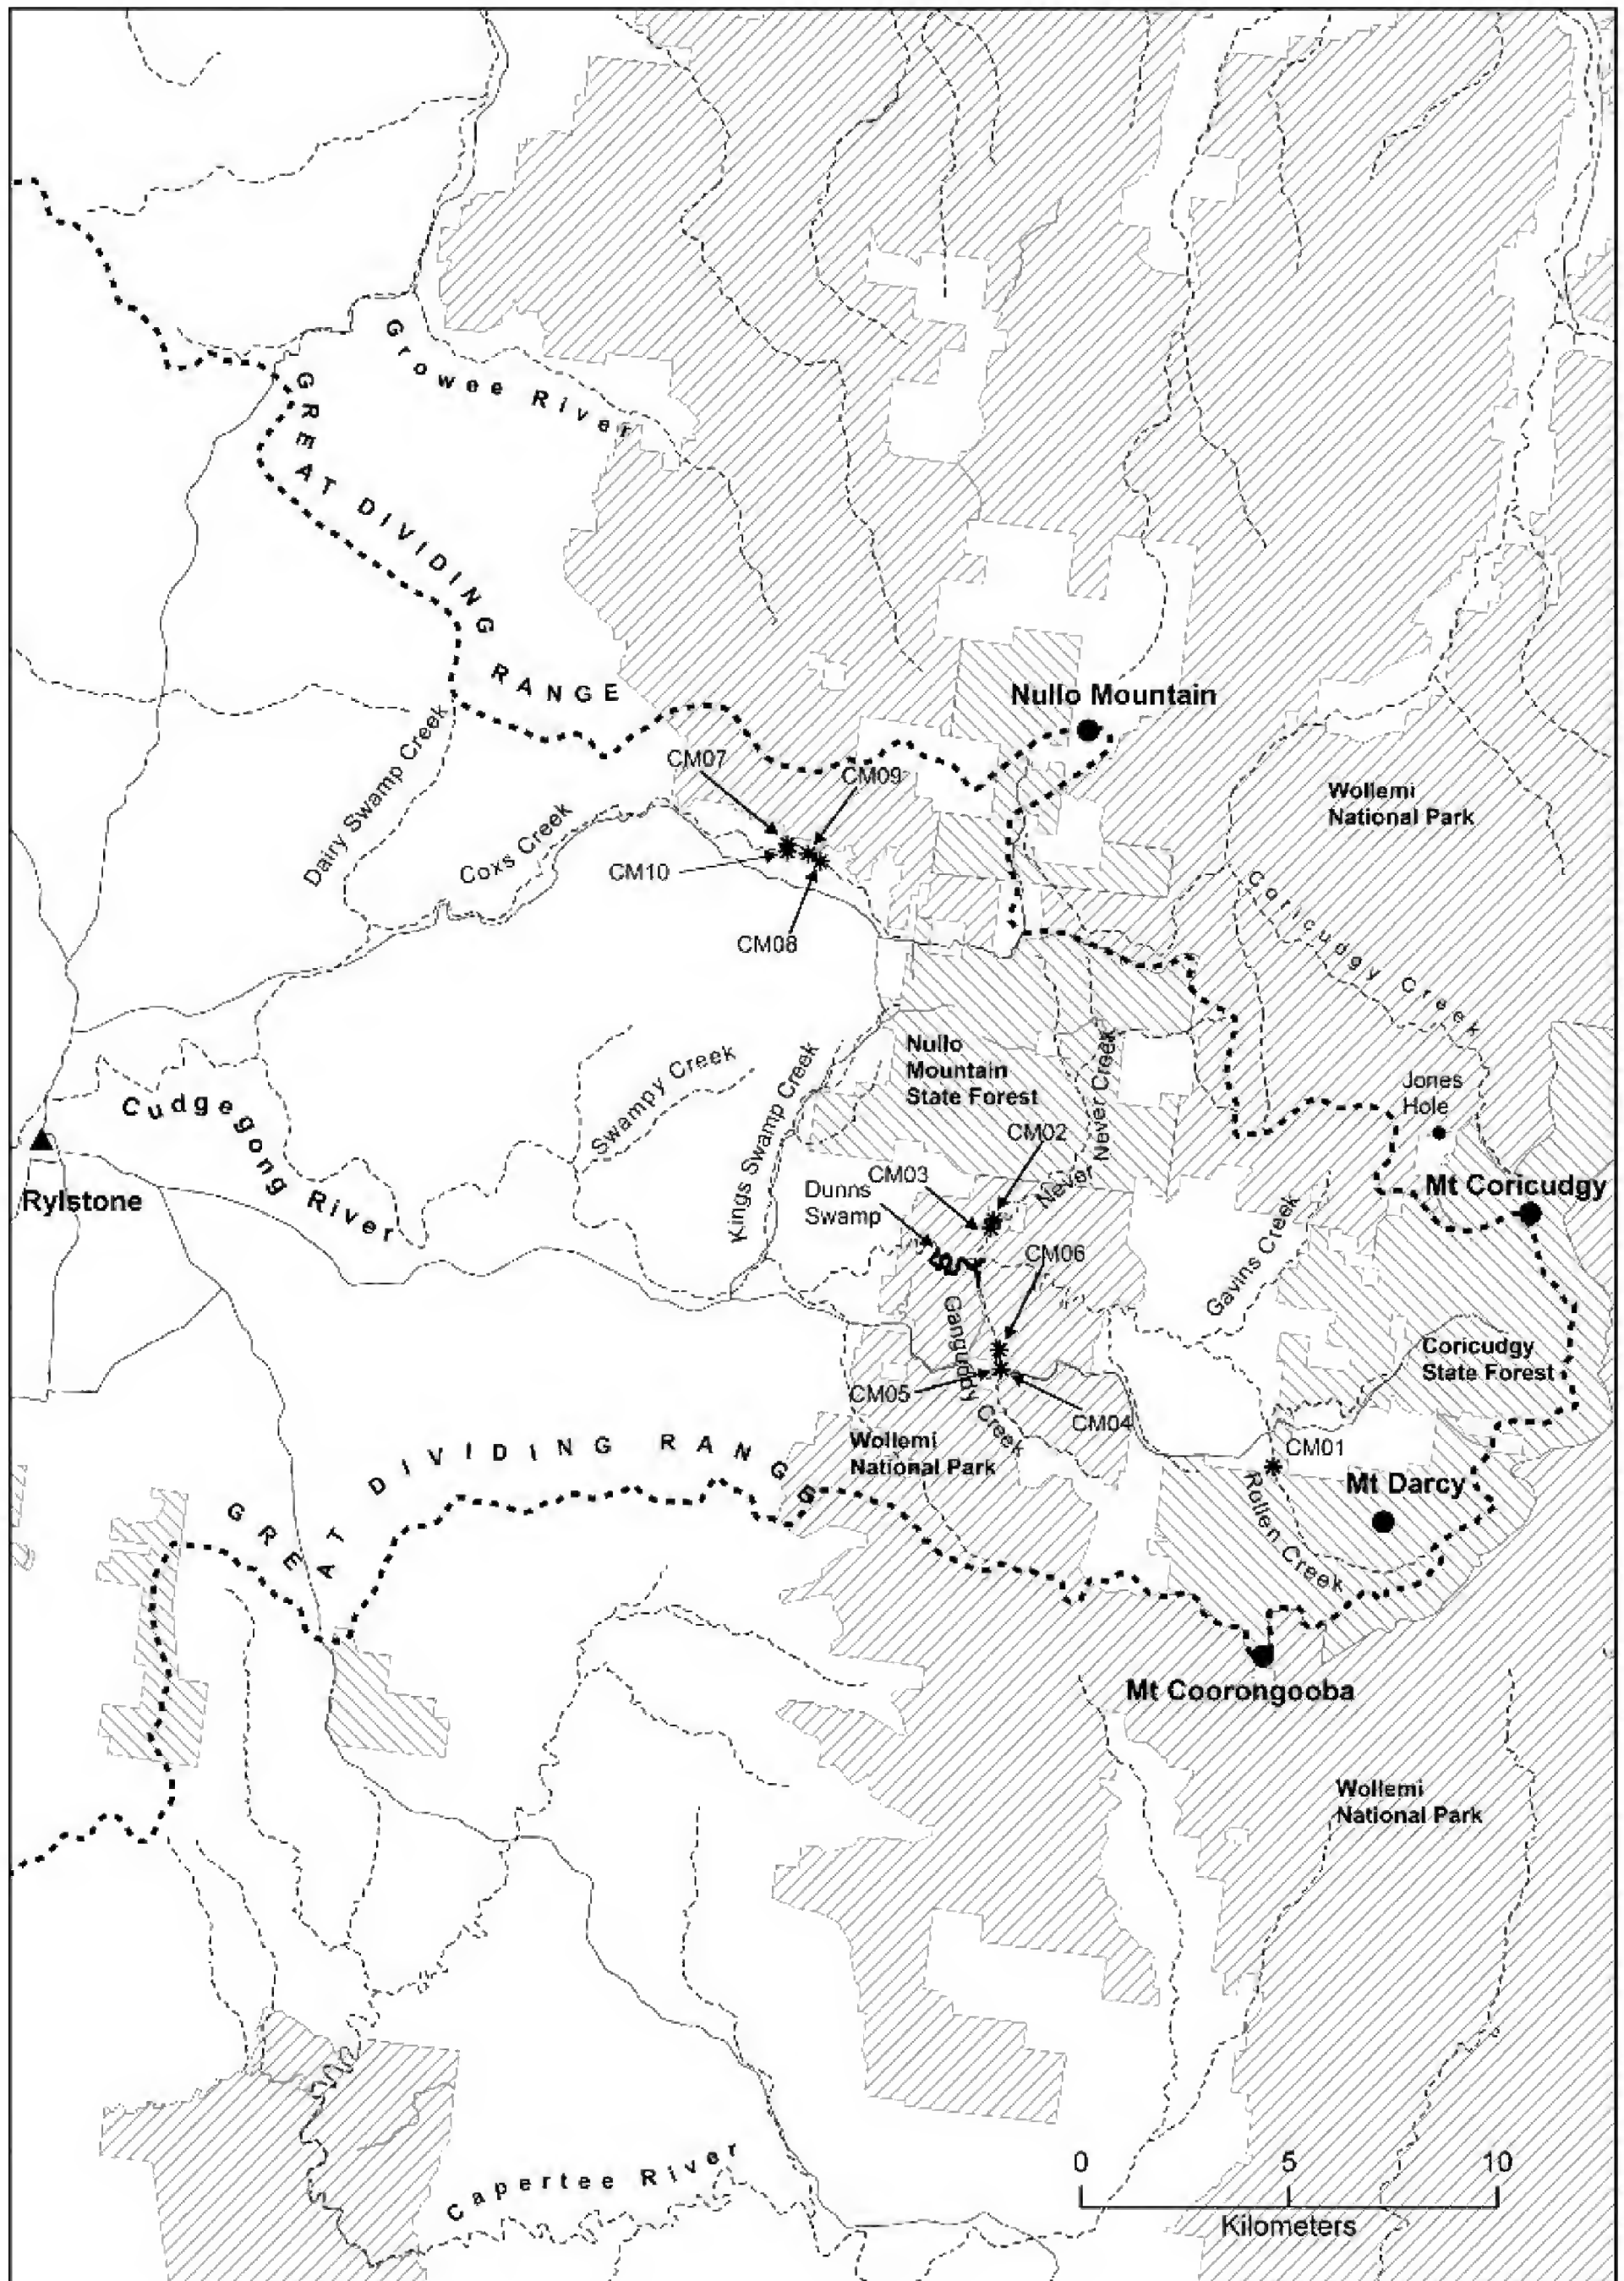 Growee River
GREAT DIVIDING RANGE
Nullo Mountain
CM07
CM09
Wollemi
National Park
Dairy Swamp Creek
Coxs Creek
CM10
CM08
Coricudgy Creek
Nullo
Mountain
State Forest
Never Never Creek
Jones
Hole
Swampy Creek
Kings Swamp Creek
Cudgegong River
CM02
CM03
Dunns
Swamp
Rylstone
Mt Coricudgy
Gavins Creek
CM06
Ganguddy Creek
Coricudgy
State Forest
CM05
CM04
GREAT DIVIDING RANGE
Wollemi
National Park
CM01
Mt Darcy
Rollen Creek
Mt Coorongooba
Wollemi
National Park
Capertee River
0 5 10
Kilometers